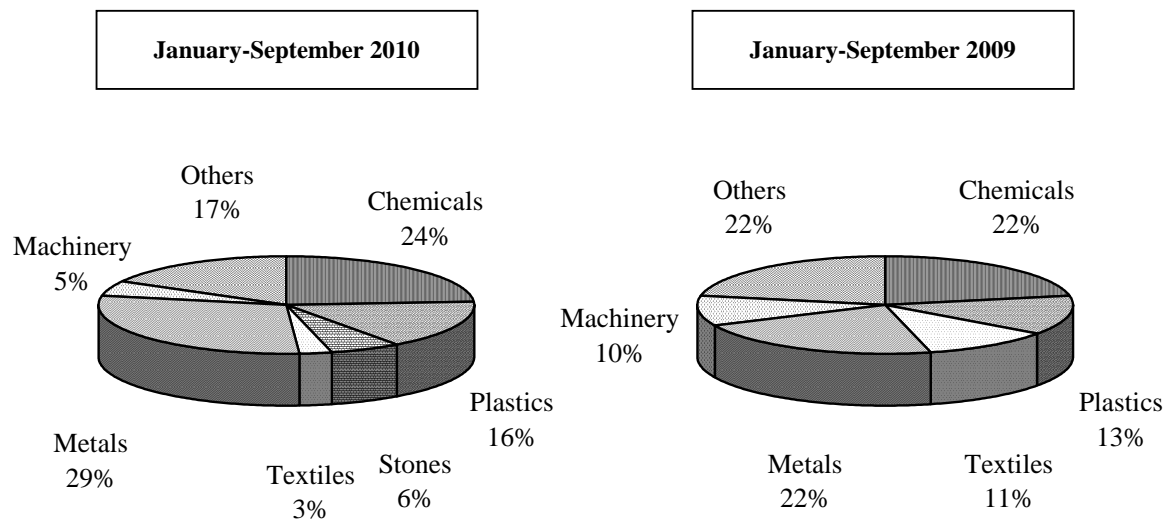 January-September 2010
January-September 2009
Others
17%
Chemicals
24%
Machinery
5%
Plastics
16%
Metals
29%
Textiles
3%
Stones
6%
Others
22%
Chemicals
22%
Machinery
10%
Plastics
13%
Metals
22%
Textiles
11%